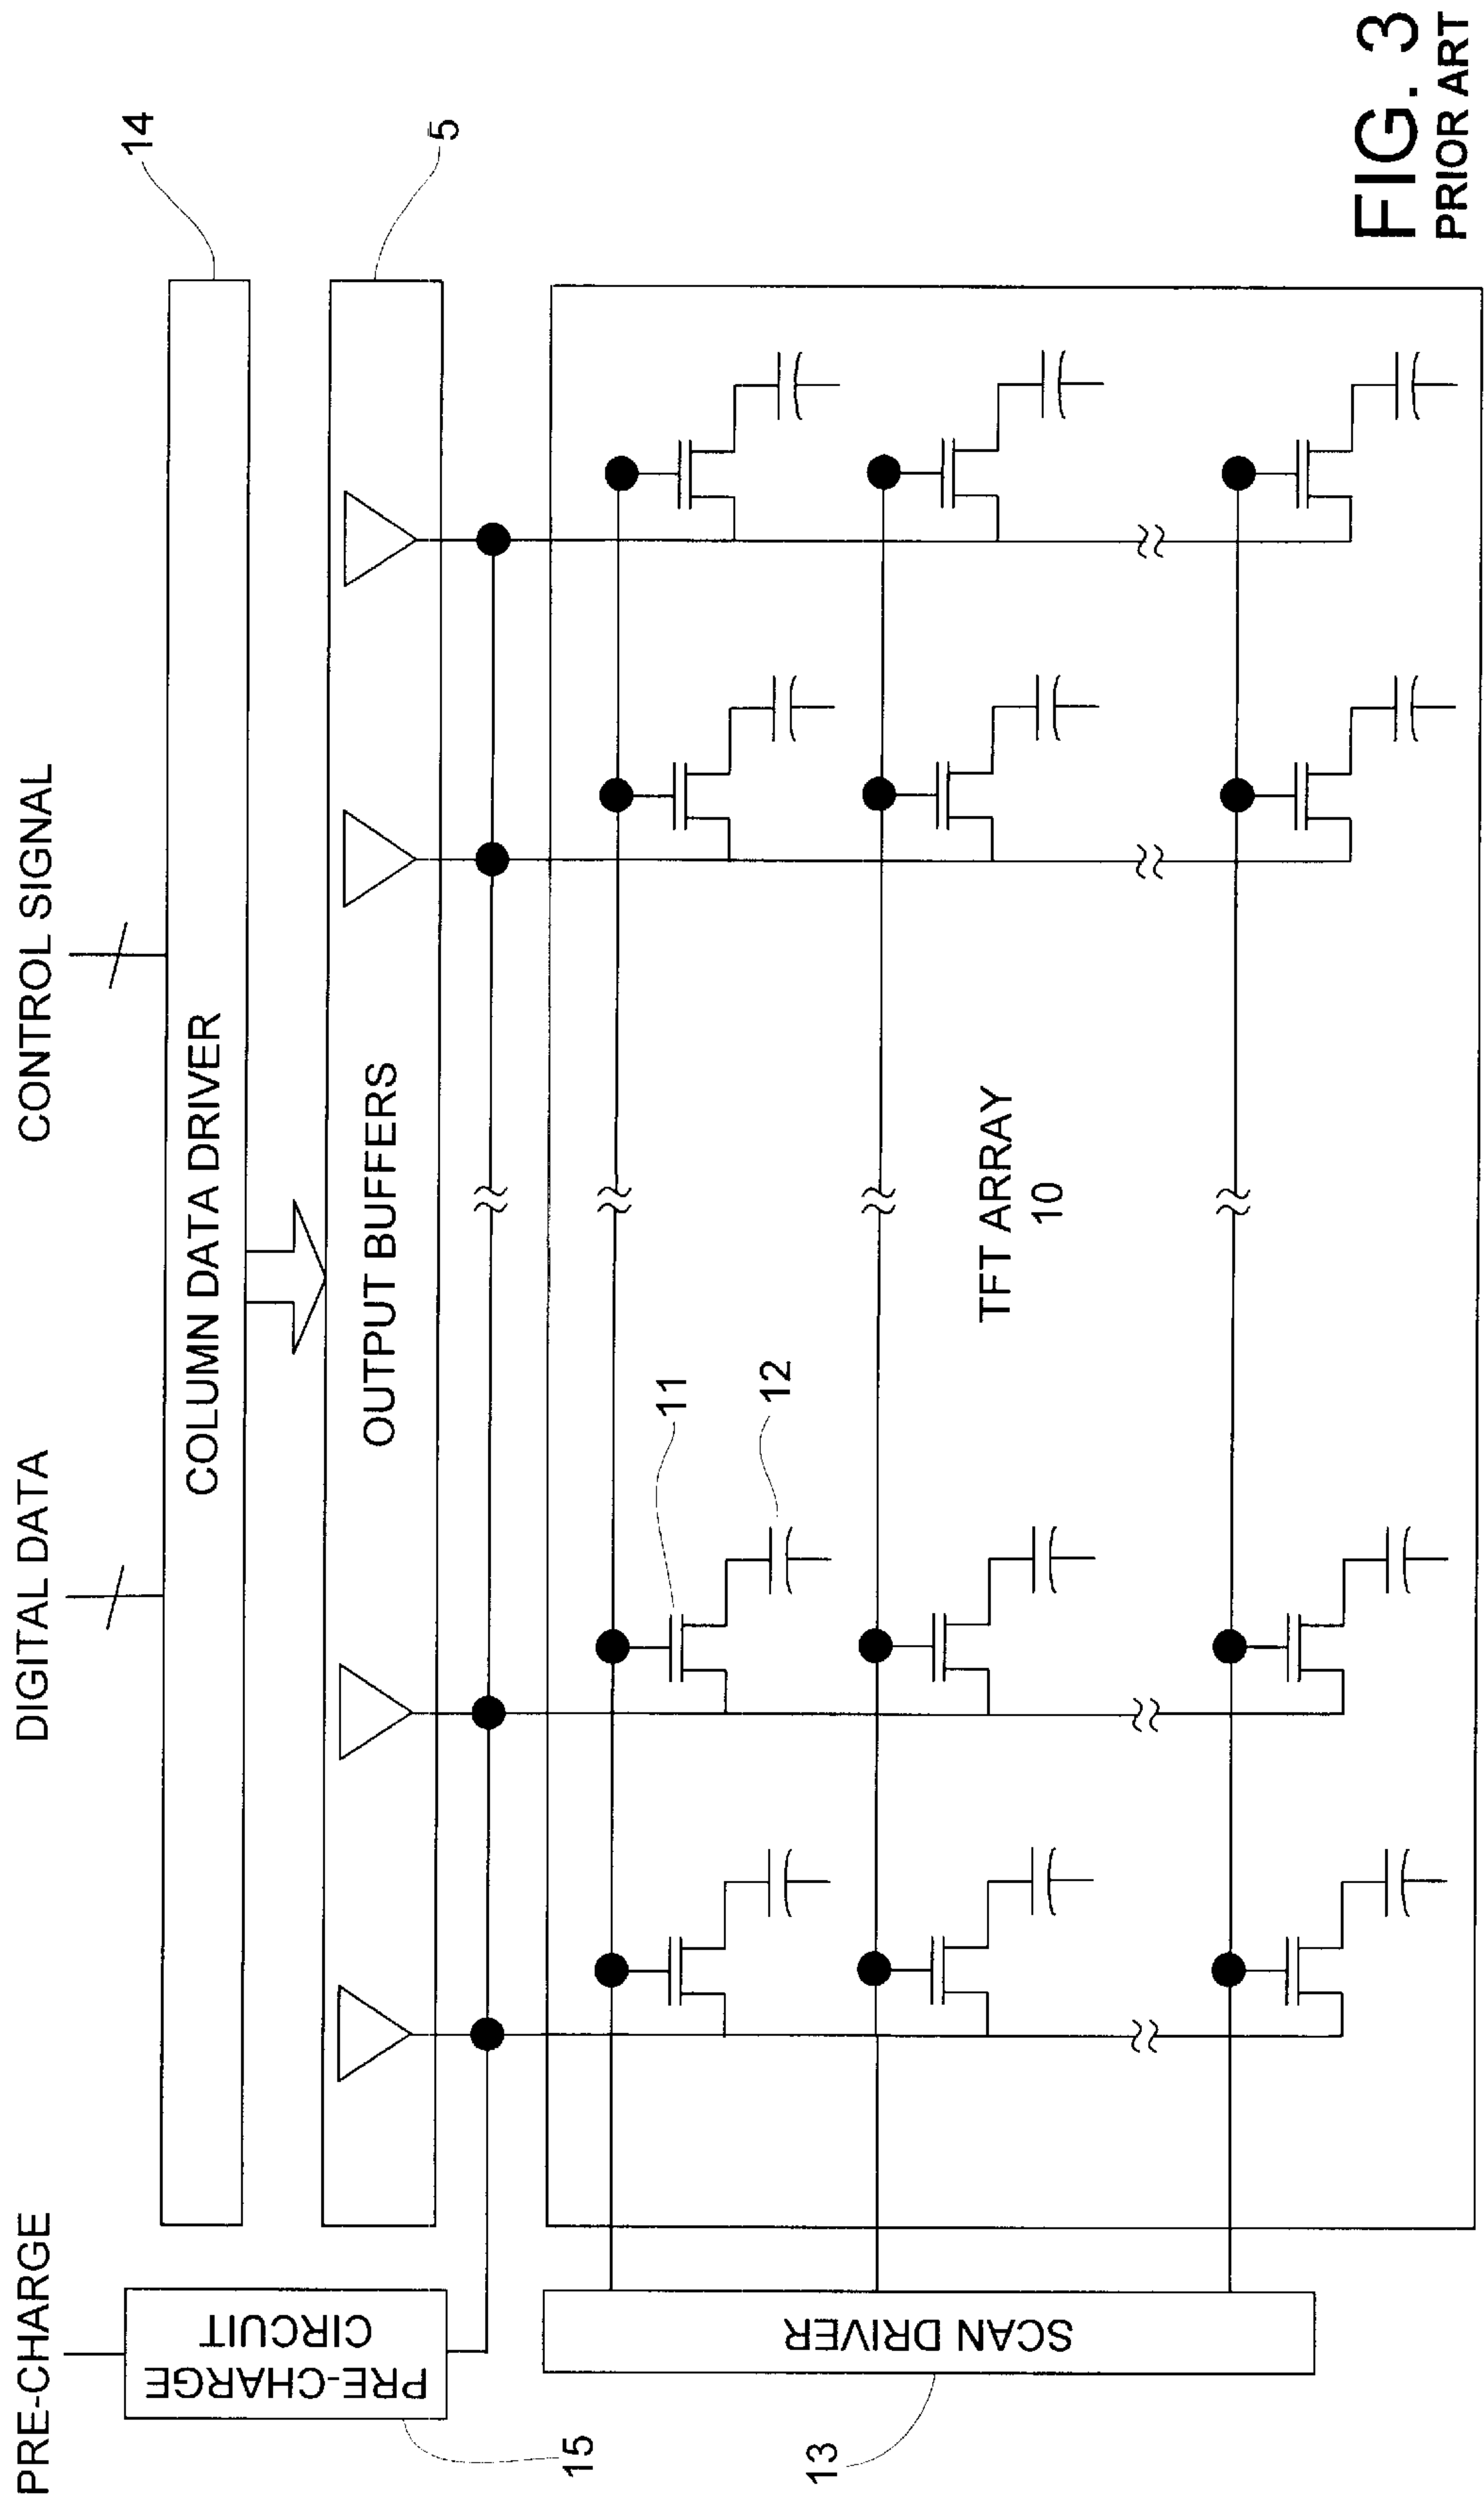 PRE-CHARGE
DIGITAL DATA
CONTROL SIGNAL
14
COLUMN DATA DRIVER
PRE-CHARGE
CIRCUIT
5
OUTPUT BUFFERS
15
11
12
13
SCAN DRIVER
TFT ARRAY
10
FIG. 3
PRIOR ART